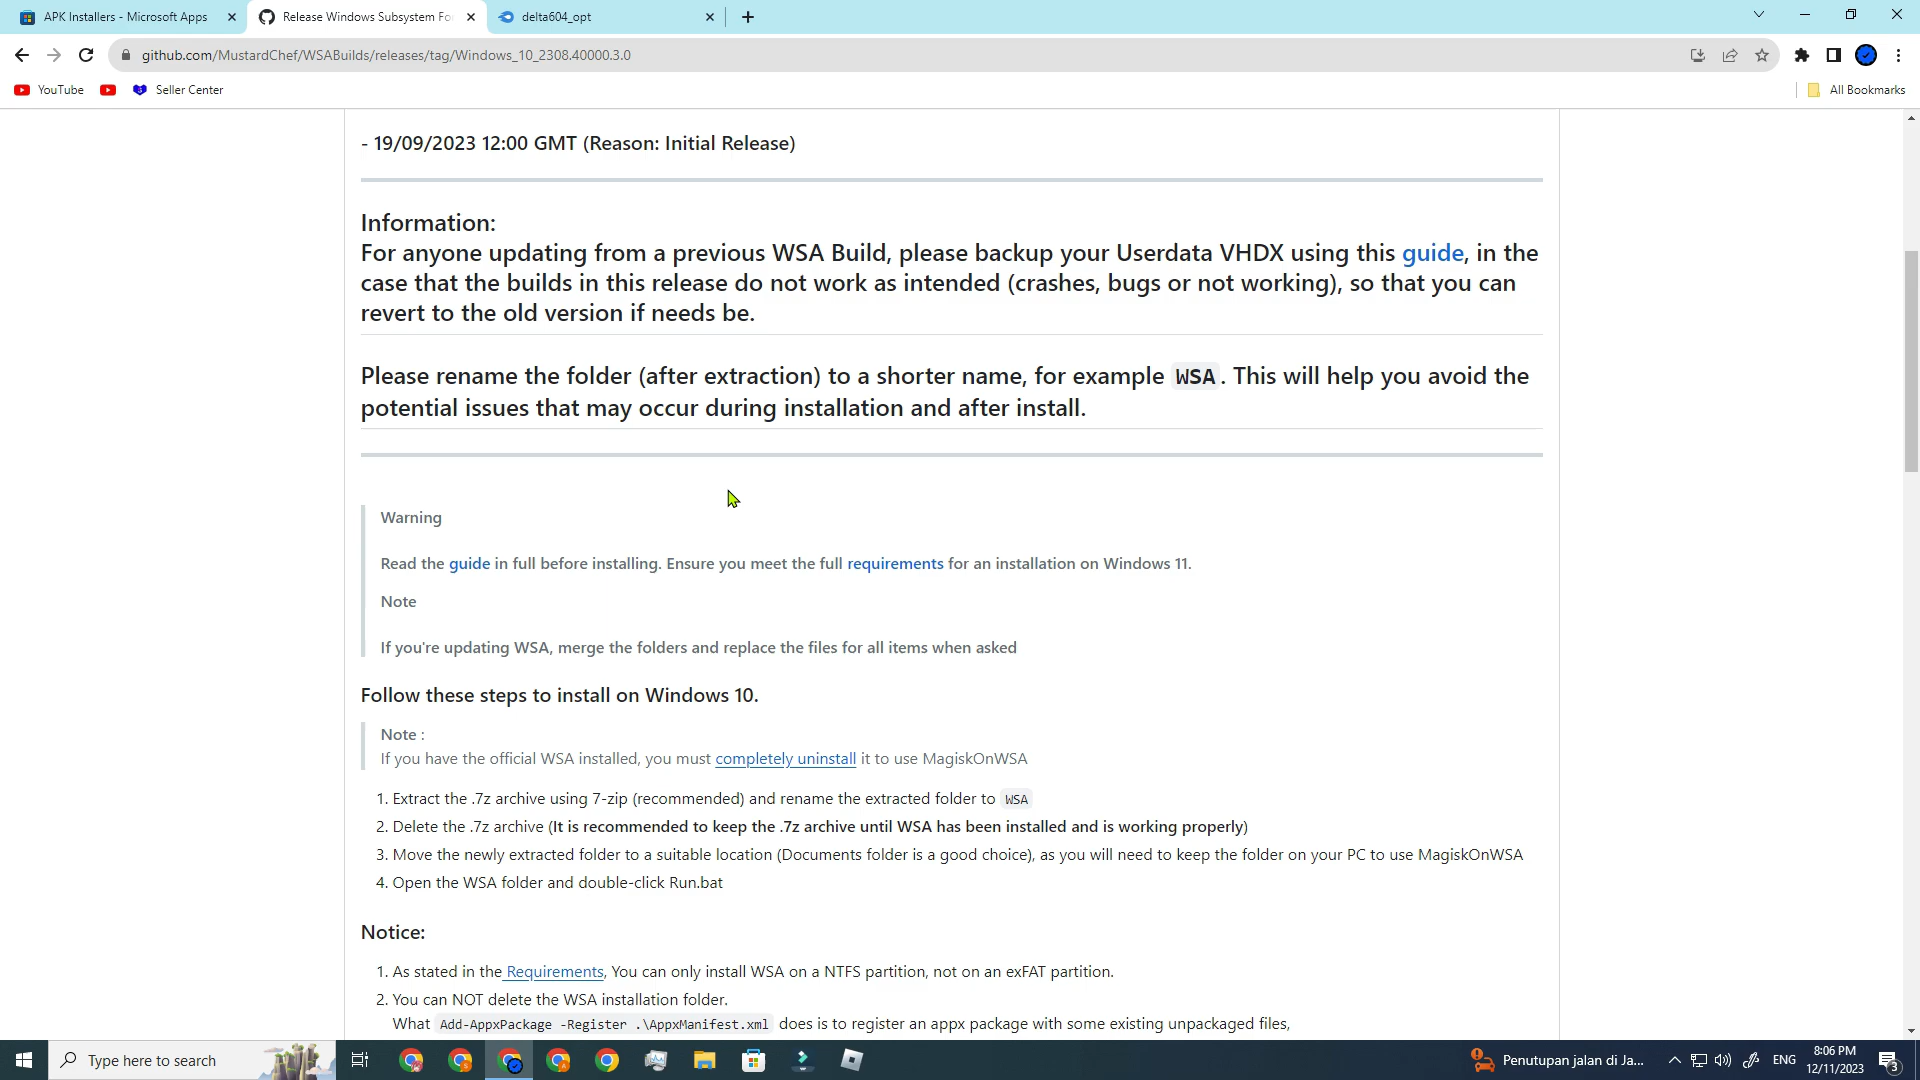 APK Installers - Microsoft Apps
Release Windows Subsystem Fo
delta604_opt
github.com/MustardChef/WSABuilds/releases/tag/Windows_10_2308.40000.3.0
YouTube
Seller Center
All Bookmarks
- 19/09/2023 12:00 GMT (Reason: Initial Release)
Information:
For anyone updating from a previous WSA Build, please backup your Userdata VHDX using this guide, in the
case that the builds in this release do not work as intended (crashes, bugs or not working), so that you can
revert to the old version if needs be.
Please rename the folder (after extraction) to a shorter name, for example WSA. This will help you avoid the
potential issues that may occur during installation and after install.
Warning
Read the guide in full before installing. Ensure you meet the full requirements for an installation on Windows 11.
Note
If you're updating WSA, merge the folders and replace the files for all items when asked
Follow these steps to install on Windows 10.
Note :
If you have the official WSA installed, you must completely uninstall it to use MagiskOnWSA
1. Extract the .7z archive using 7-zip (recommended) and rename the extracted folder to WSA
2. Delete the .7z archive (It is recommended to keep the .7z archive until WSA has been installed and is working properly)
3. Move the newly extracted folder to a suitable location (Documents folder is a good choice), as you will need to keep the folder on your PC to use MagiskOnWSA
4. Open the WSA folder and double-click Run.bat
Notice:
1. As stated in the Requirements, You can only install WSA on a NTFS partition, not on an exFAT partition.
2. You can NOT delete the WSA installation folder.
What Add-AppxPackage -Register .\AppxManifest.xml does is to register an appx package with some existing unpackaged files,
Type here to search
Penutupan jalan di Ja...
ENG
8:06 PM
12/11/2023
3